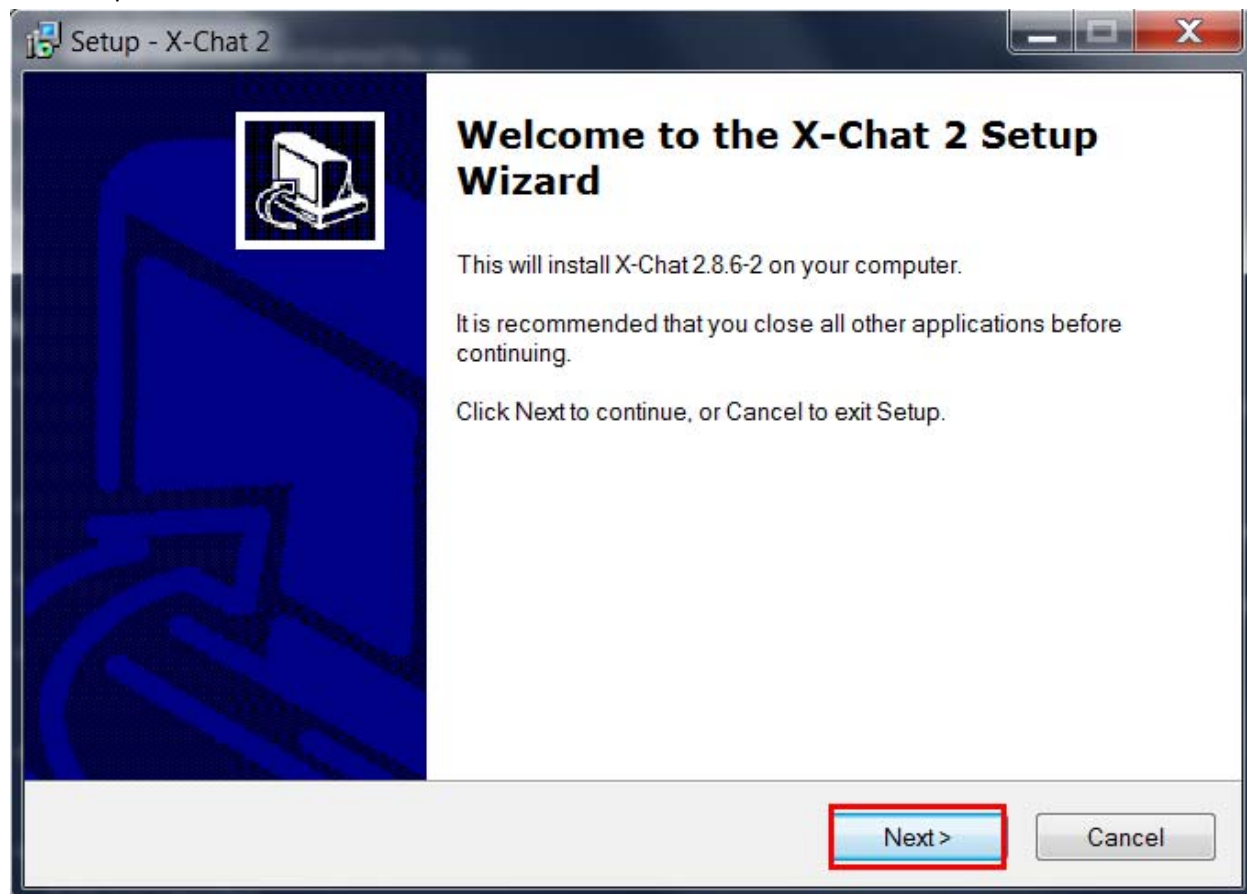 Setup - X-Chat 2
X
Welcome to the X-Chat 2 Setup
Wizard
This will install X-Chat 2.8.6-2 on your computer.
It is recommended that you close all other applications before
continuing.
Click Next to continue, or Cancel to exit Setup.
Next >
Cancel